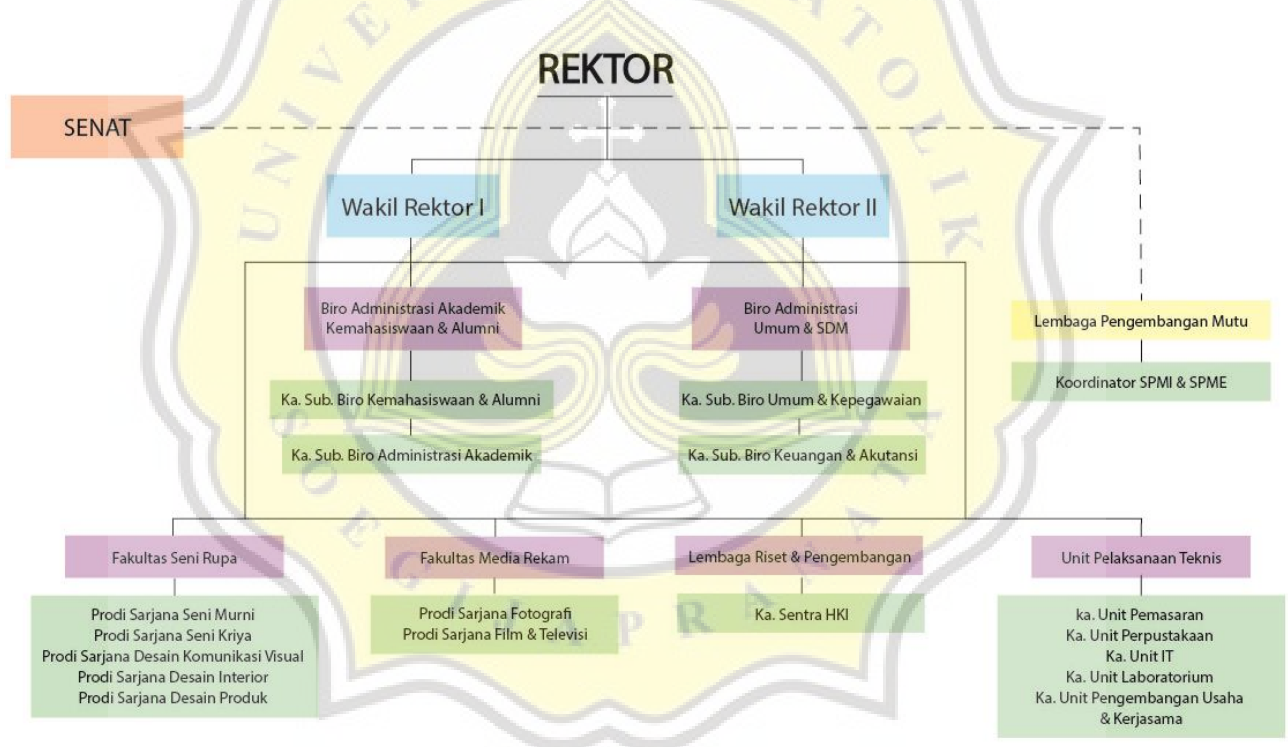 UNIVERSITAS KATOLIK
SOEGIJAPRANATA
REKTOR
SENAT
Wakil Rektor I
Wakil Rektor II
Biro Administrasi Akademik
Kemahasiswaan & Alumni
Biro Administrasi
Umum & SDM
Lembaga Pengembangan Mutu
Koordinator SPMI & SPME
Ka. Sub. Biro Kemahasiswaan & Alumni
Ka. Sub. Biro Umum & Kepegawaian
Ka. Sub. Biro Administrasi Akademik
Ka. Sub. Biro Keuangan & Akutansi
Fakultas Seni Rupa
Fakultas Media Rekam
Lembaga Riset & Pengembangan
Unit Pelaksanaan Teknis
Prodi Sarjana Seni Murni
Prodi Sarjana Seni Kriya
Prodi Sarjana Desain Komunikasi Visual
Prodi Sarjana Desain Interior
Prodi Sarjana Desain Produk
Prodi Sarjana Fotografi
Prodi Sarjana Film & Televisi
Ka. Sentra HKI
ka. Unit Pemasaran
Ka. Unit Perpustakaan
Ka. Unit IT
Ka. Unit Laboratorium
Ka. Unit Pengembangan Usaha
& Kerjasama